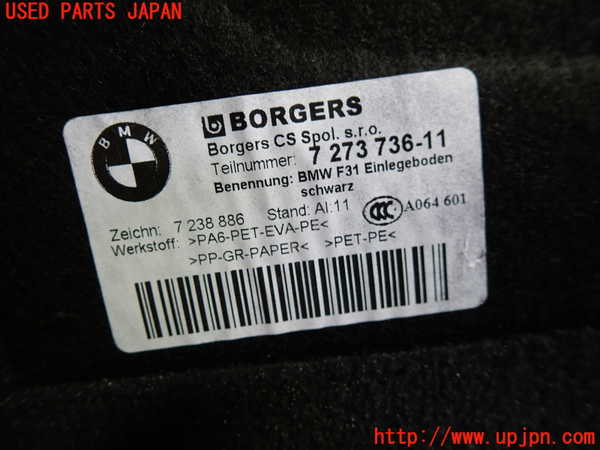 USED PARTS JAPAN
BMW
BORGERS
Borgers CS Spol. s.r.o.
Teilnummer: 7 273 736-11
Benennung: BMW F31 Einlegeboden
schwarz
Zeichn: 7 238 886 Stand: AI:11 CCC A064 601
Werkstoff: >PA6-PET-EVA-PE<
>PP-GR-PAPER< >PET-PE<
http://www.upjpn.com/